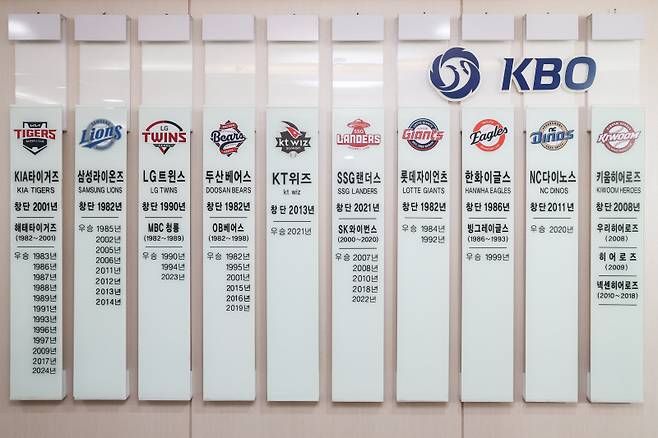 KBO
TIGERS
KIA타이거즈
KIA TIGERS
창단 2001년
해태타이거즈
(1982~2001)
우승 1983년
1986년
1987년
1988년
1989년
1991년
1993년
1996년
1997년
2009년
2017년
2024년
Lions
삼성라이온즈
SAMSUNG LIONS
창단 1982년
우승 1985년
2002년
2005년
2006년
2011년
2012년
2013년
2014년
LG
TWINS
LG트윈스
LG TWINS
창단 1990년
MBC 청룡
(1982~1989)
우승 1990년
1994년
2023년
Bears
두산베어스
DOOSAN BEARS
창단 1982년
OB베어스
(1982~1998)
우승 1982년
1995년
2001년
2015년
2016년
2019년
kt wiz
KT위즈
kt wiz
창단 2013년
우승 2021년
SSG
LANDERS
SSG랜더스
SSG LANDERS
창단 2021년
SK와이번스
(2000~2020)
우승 2007년
2008년
2010년
2018년
2022년
Giants
롯데자이언츠
LOTTE GIANTS
창단 1982년
우승 1984년
1992년
Eagles
한화이글스
HANWHA EAGLES
창단 1986년
빙그레이글스
(1986~1993)
우승 1999년
NC
DINOS
NC다이노스
NC DINOS
창단 2011년
우승 2020년
KIWOOM
키움히어로즈
KIWOOM HEROES
창단 2008년
우리히어로즈
(2008)
히어로즈
(2009)
넥센히어로즈
(2010~2018)